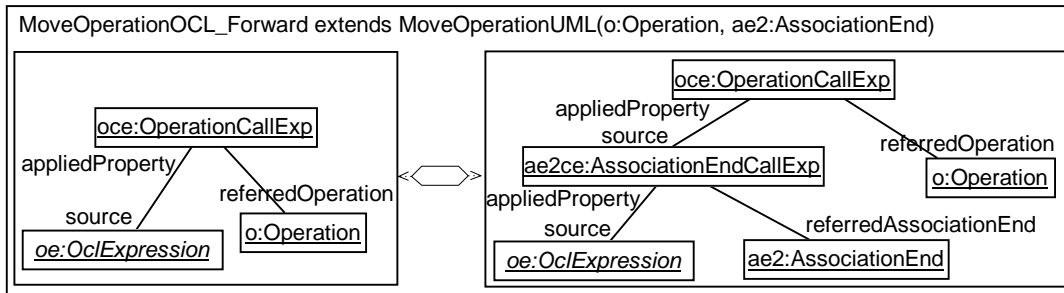 MoveOperationOCL_Forward extends MoveOperationUML(o:Operation, ae2:AssociationEnd)
oce:OperationCallExp
appliedProperty
referredOperation
source
oe:OclExpression
o:Operation
oce:OperationCallExp
appliedProperty
source
referredOperation
ae2ce:AssociationEndCallExp
o:Operation
appliedProperty
source
referredAssociationEnd
oe:OclExpression
ae2:AssociationEnd